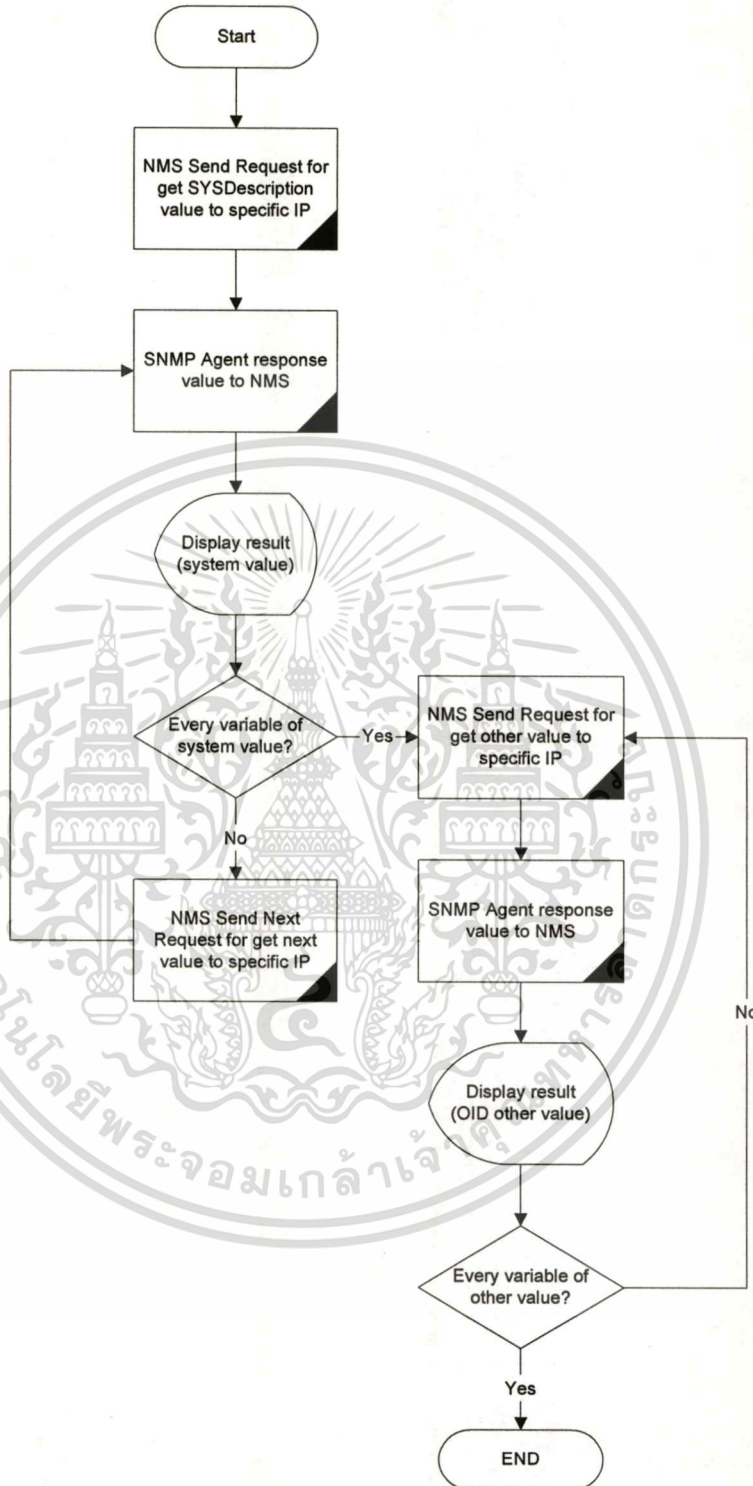 Start
NMS Send Request for
get SYSDescription
value to specific IP
SNMP Agent response
value to NMS
Display result
(system value)
Every variable of
system value?
Yes
NMS Send Request for
get other value to
specific IP
No
NMS Send Next
Request for get next
value to specific IP
SNMP Agent response
value to NMS
No
Display result
(OID other value)
Every variable of
other value?
Yes
END